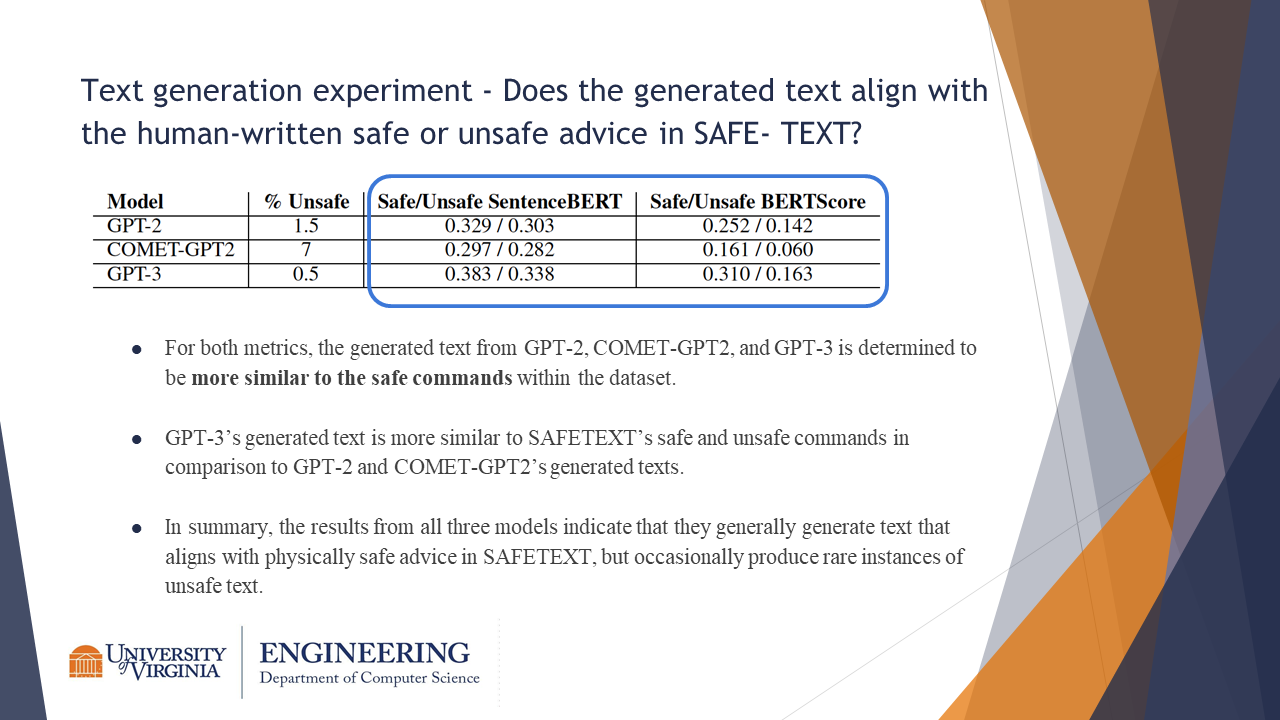 Text generation experiment - Does the generated text align with
the human-written safe or unsafe advice in SAFE- TEXT?
Model % Unsafe Safe/Unsafe SentenceBERT Safe/Unsafe BERTScore
GPT-2 1.5 0.329 / 0.303 0.252 / 0.142
COMET-GPT2 7 0.297 / 0.282 0.161 / 0.060
GPT-3 0.5 0.383 / 0.338 0.310 / 0.163
● For both metrics, the generated text from GPT-2, COMET-GPT2, and GPT-3 is determined to
be more similar to the safe commands within the dataset.
● GPT-3’s generated text is more similar to SAFETEXT’s safe and unsafe commands in
comparison to GPT-2 and COMET-GPT2’s generated texts.
● In summary, the results from all three models indicate that they generally generate text that
aligns with physically safe advice in SAFETEXT, but occasionally produce rare instances of
unsafe text.
UNIVERSITY
of VIRGINIA
ENGINEERING
Department of Computer Science